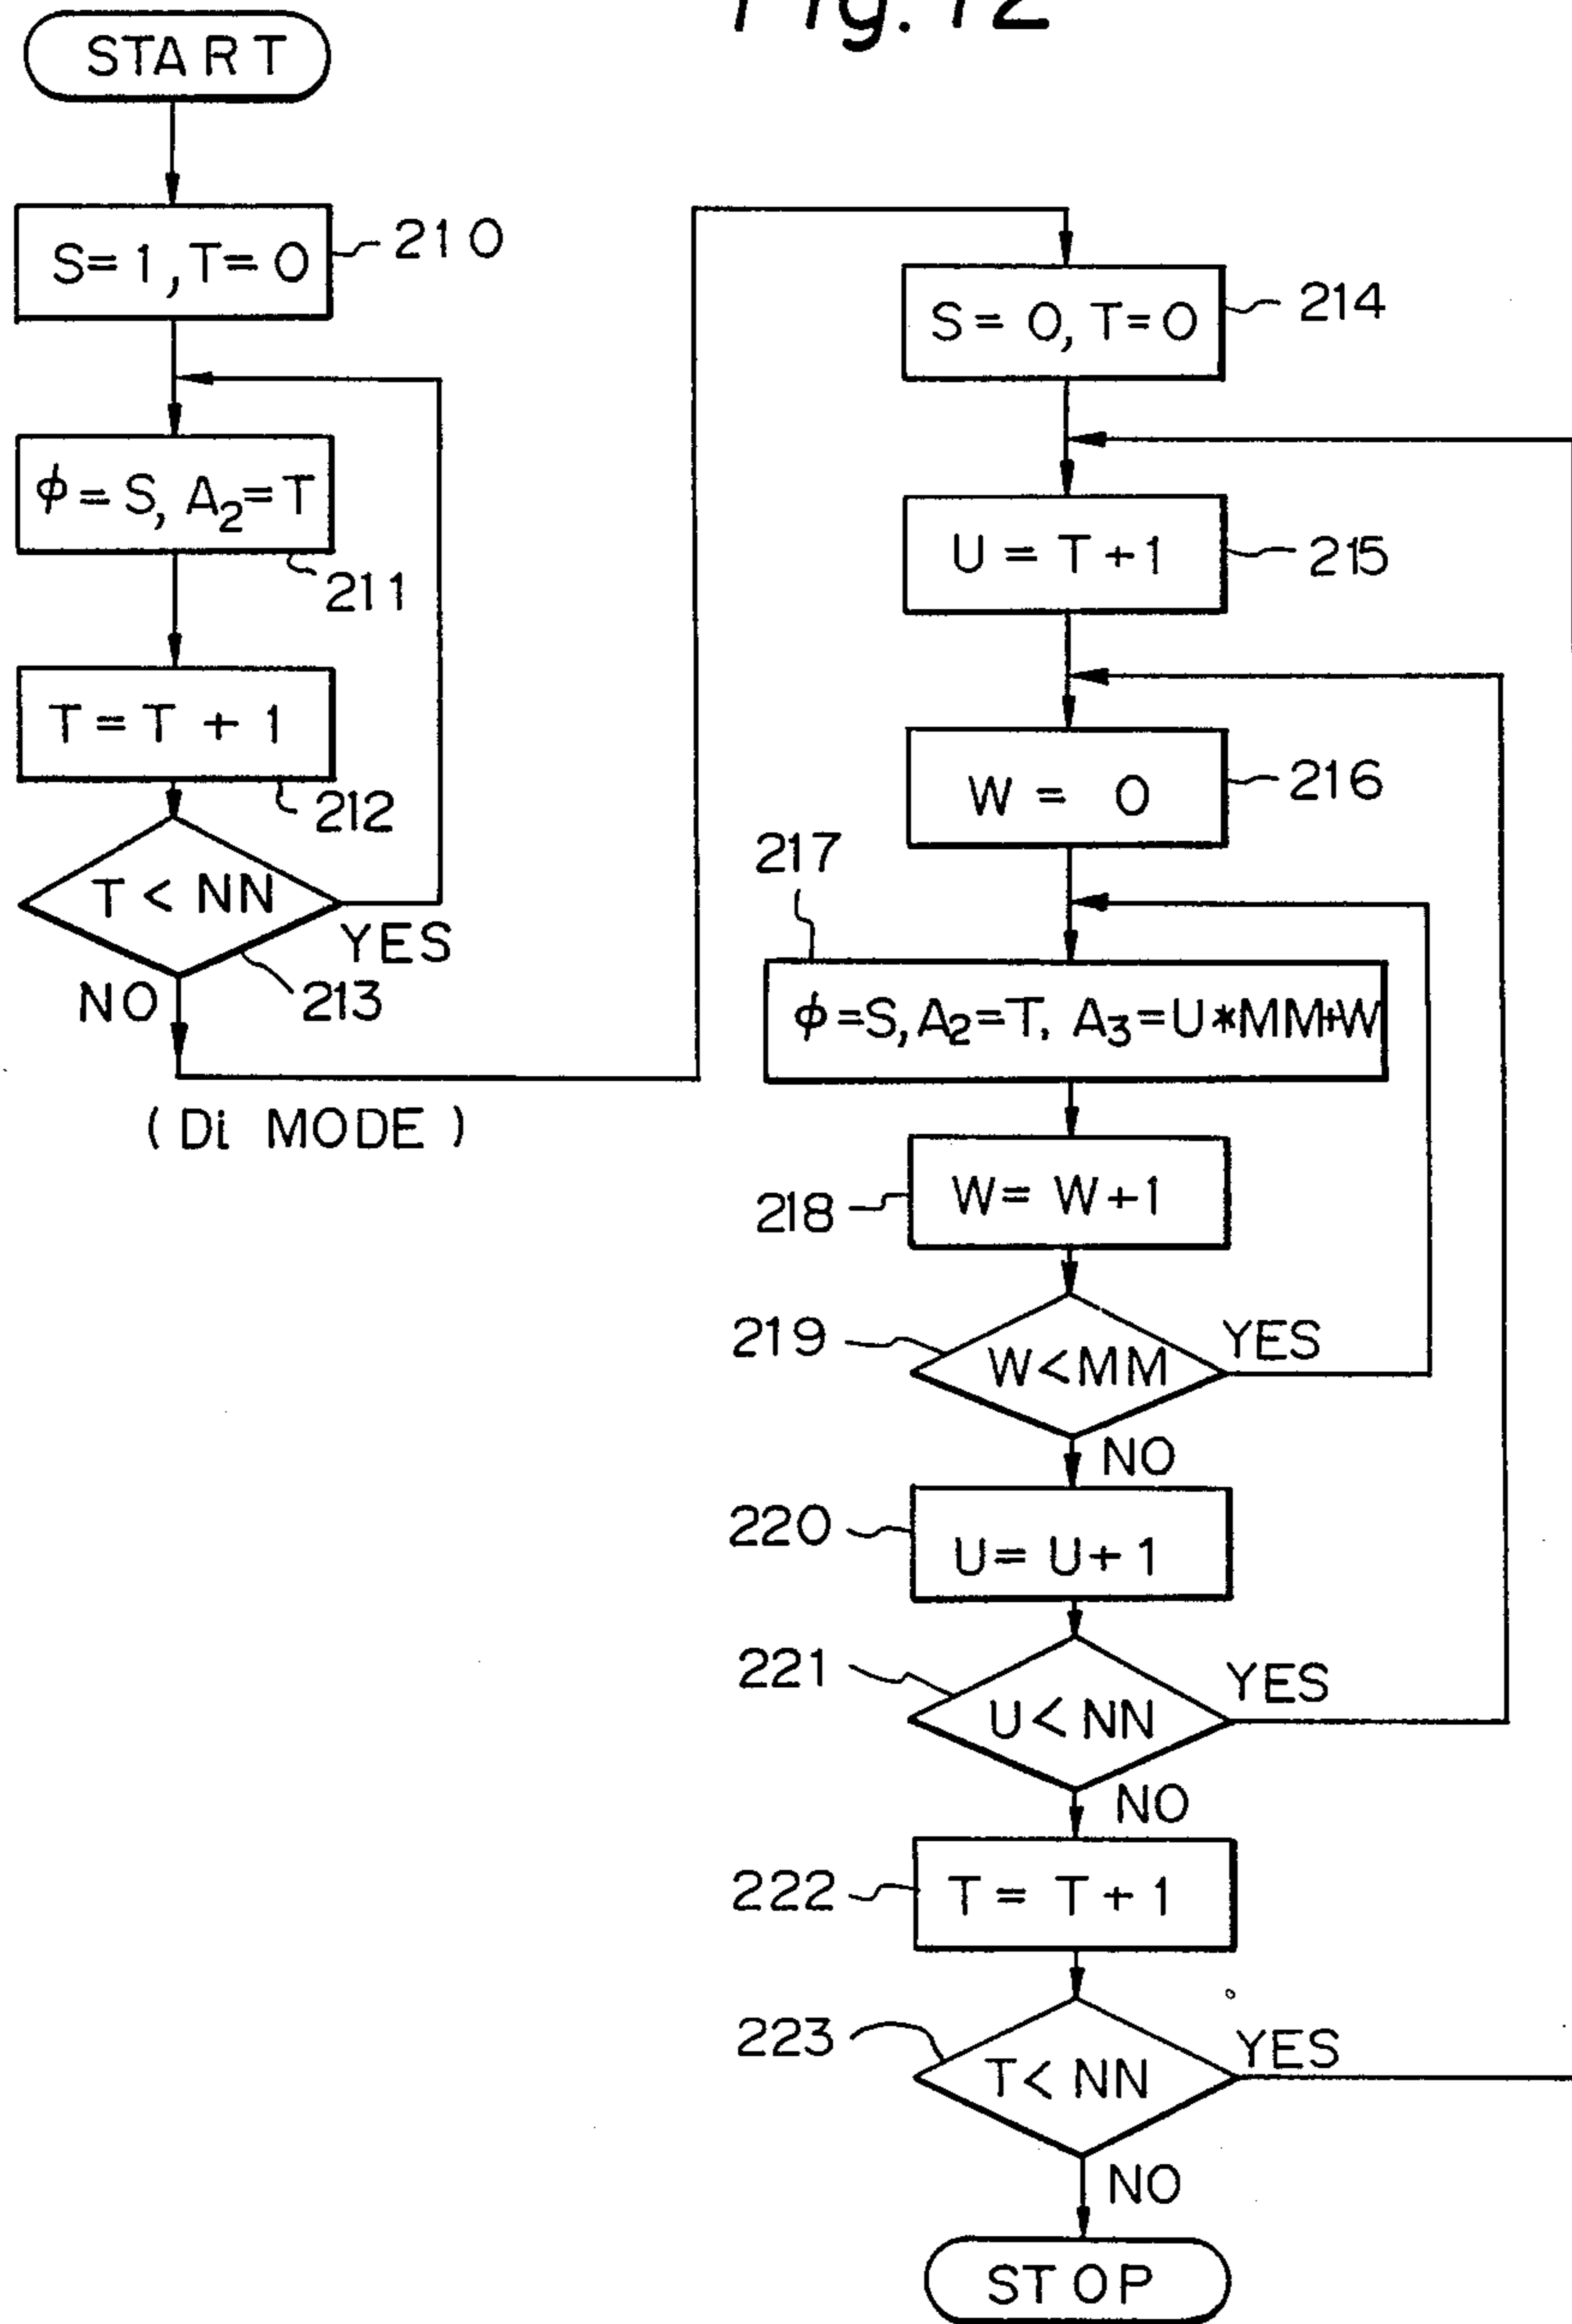 Fig. 12
START
S=1, T=0
210
φ=S, A₂=T
211
T=T+1
212
T<NN
YES
213
NO
(Di MODE)
S=0, T=0
214
U=T+1
215
W=0
216
217
φ=S, A₂=T. A₃=U*MM+W
W=W+1
218
219
W<MM
YES
NO
220
U=U+1
221
U<NN
YES
NO
222
T=T+1
223
T<NN
YES
NO
STOP